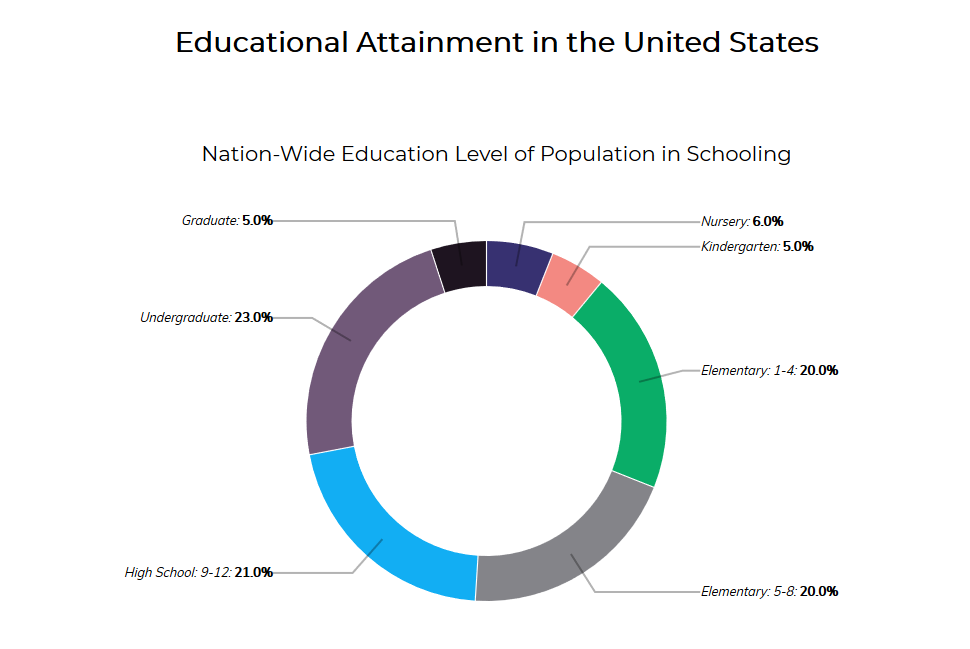 Educational Attainment in the United States
Nation-Wide Education Level of Population in Schooling
Graduate: 5.0%
Nursery: 6.0%
Kindergarten: 5.0%
Undergraduate: 23.0%
Elementary: 1-4: 20.0%
High School: 9-12: 21.0%
Elementary: 5-8: 20.0%